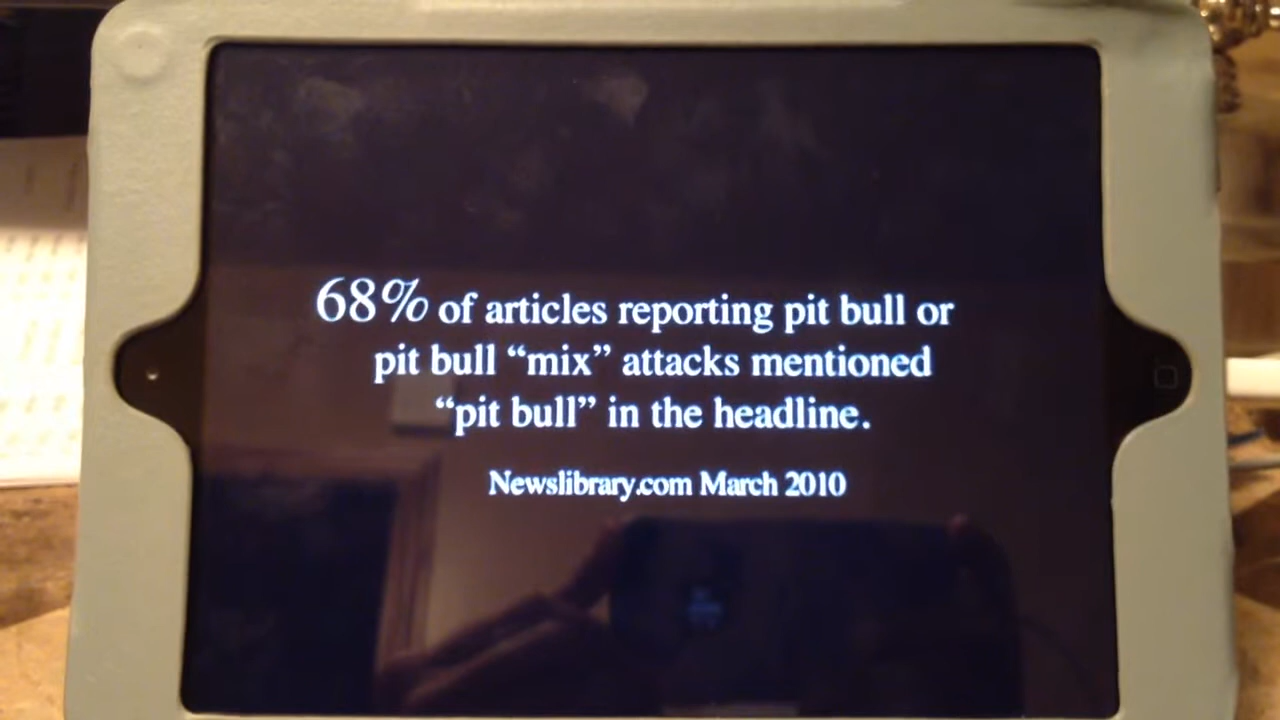 68% of articles reporting pit bull or
pit bull “mix” attacks mentioned
“pit bull” in the headline.
Newslibrary.com March 2010